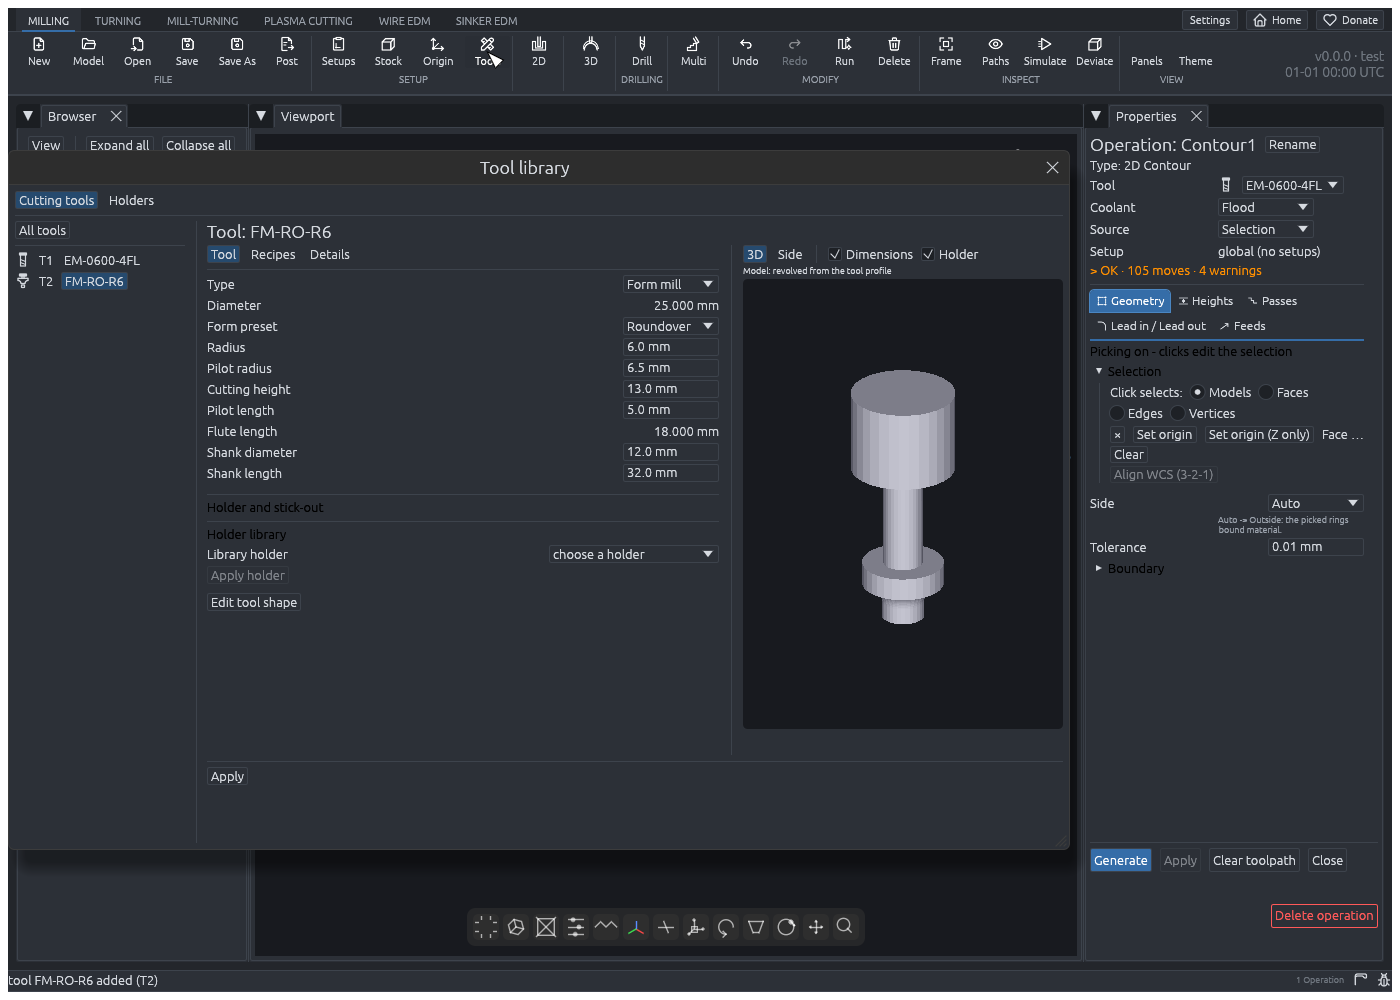 MILLING TURNING MILL-TURNING PLASMA CUTTING WIRE EDM SINKER EDM Settings Home Donate
New Model Open Save Save As Post Setups Stock Origin 2D 3D Drill Multi Undo Redo Run Delete Frame Paths Simulate Deviate Panels Theme
FILE SETUP DRILLING MODIFY INSPECT VIEW
v0.0.0 · test
01-01 00:00 UTC
Browser Viewport Properties
View Expand all Collapse all
Tool library
Cutting tools Holders
All tools
T1 EM-0600-4FL
T2 FM-RO-R6
Tool: FM-RO-R6
Tool Recipes Details
Type Form mill
Diameter 25.000 mm
Form preset Roundover
Radius 6.0 mm
Pilot radius 6.5 mm
Cutting height 13.0 mm
Pilot length 5.0 mm
Flute length 18.000 mm
Shank diameter 12.0 mm
Shank length 32.0 mm
Holder and stick-out
Holder library
Library holder choose a holder
Apply holder
Edit tool shape
Apply
3D Side Dimensions Holder
Model: revolved from the tool profile
Operation: Contour1 Rename
Type: 2D Contour
Tool EM-0600-4FL
Coolant Flood
Source Selection
Setup global (no setups)
> OK · 105 moves · 4 warnings
Geometry Heights Passes
Lead in / Lead out Feeds
Picking on - clicks edit the selection
Selection
Click selects: Models Faces
Edges Vertices
× Set origin Set origin (Z only) Face ...
Clear
Align WCS (3-2-1)
Side Auto
Auto -> Outside: the picked rings
bound material.
Tolerance 0.01 mm
Boundary
Generate Apply Clear toolpath Close
Delete operation
tool FM-RO-R6 added (T2) 1 Operation